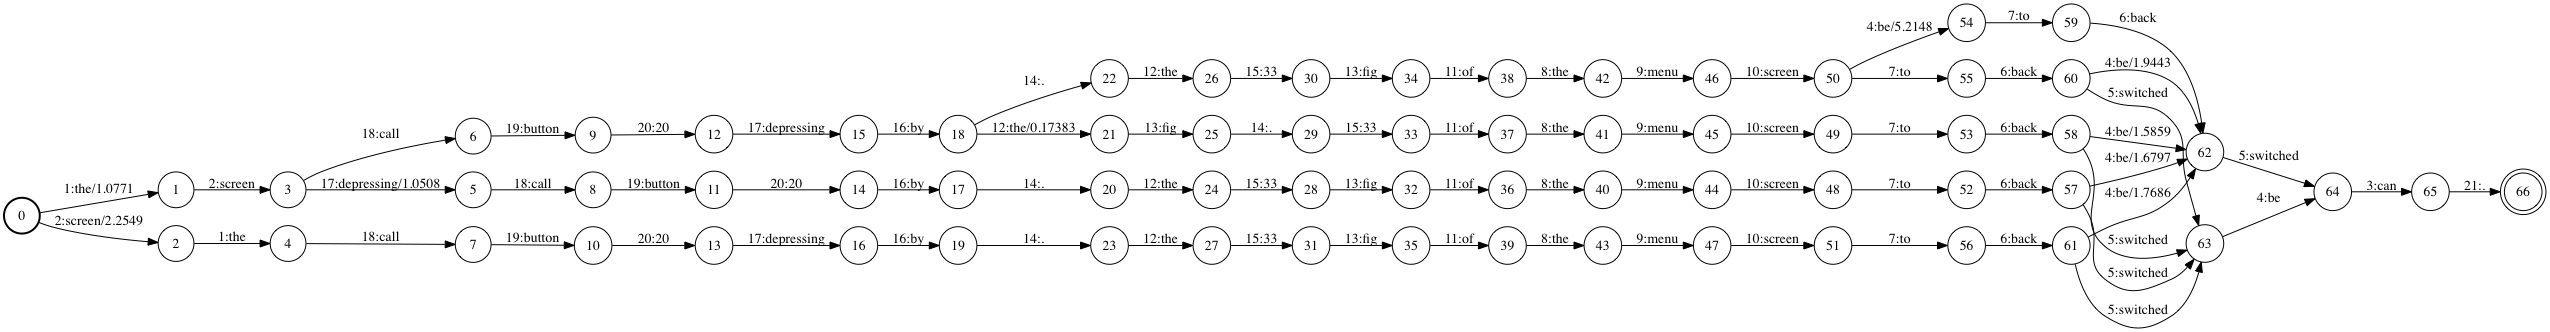 4:be/5.2148 54 7:to 59 6:back
14:. 22 12:the 26 15:33 30 13:fig 34 11:of 38 8:the 42 9:menu 46 10:screen 50 7:to 55 6:back 60 4:be/1.9443
5:switched
18:call 6 19:button 9 20:20 12 17:depressing 15 16:by 18 12:the/0.17383 21 13:fig 25 14:. 29 15:33 33 11:of 37 8:the 41 9:menu 45 10:screen 49 7:to 53 6:back 58 4:be/1.5859
4:be/1.6797 62 5:switched
0 1:the/1.0771 1 2:screen 3 17:depressing/1.0508 5 18:call 8 19:button 11 20:20 14 16:by 17 14:. 20 12:the 24 15:33 28 13:fig 32 11:of 36 8:the 40 9:menu 44 10:screen 48 7:to 52 6:back 57 4:be/1.7686 64 3:can 65 21:. 66
4:be
2:screen/2.2549 2 1:the 4 18:call 7 19:button 10 20:20 13 17:depressing 16 16:by 19 14:. 23 12:the 27 15:33 31 13:fig 35 11:of 39 8:the 43 9:menu 47 10:screen 51 7:to 56 6:back 61 5:switched 63
5:switched
5:switched